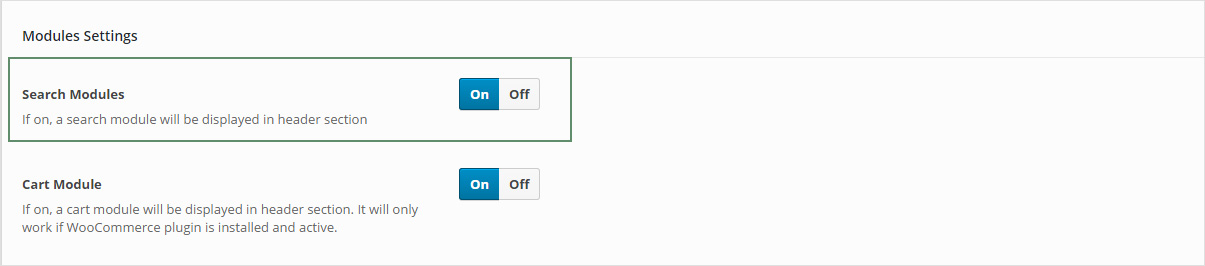 Modules Settings
Search Modules
On Off
If on, a search module will be displayed in header section
Cart Module
On Off
If on, a cart module will be displayed in header section. It will only
work if WooCommerce plugin is installed and active.